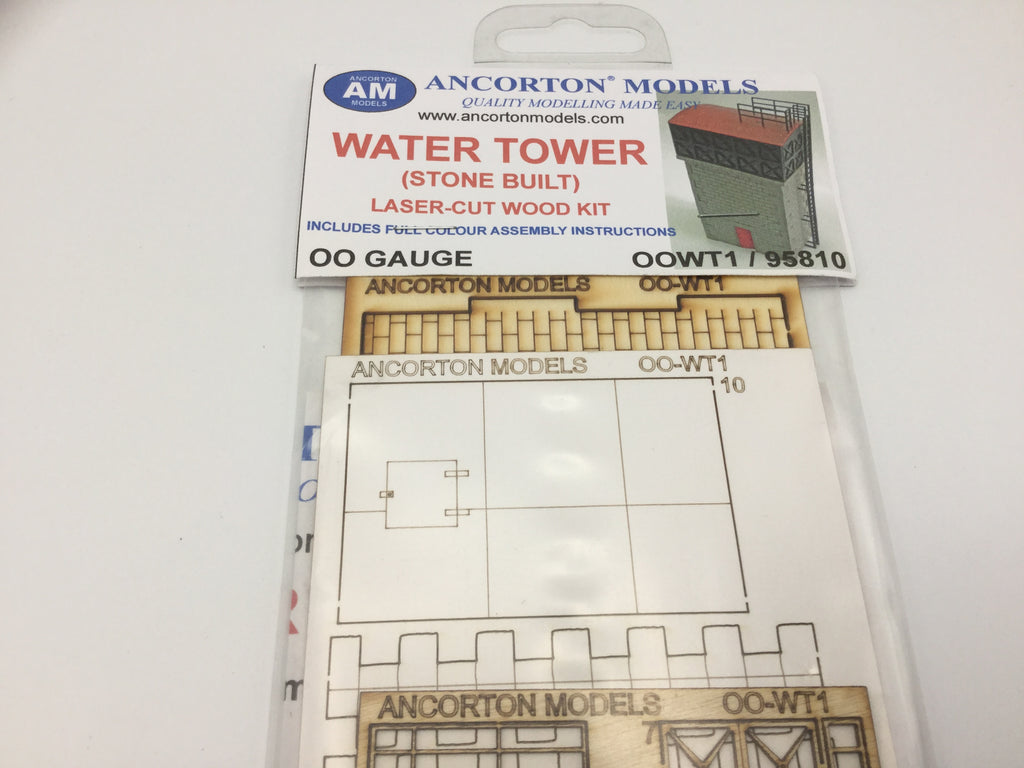 ANCORTON
AM
MODELS
ANCORTON® MODELS
QUALITY MODELLING MADE EASY
www.ancortonmodels.com
WATER TOWER
(STONE BUILT)
LASER-CUT WOOD KIT
INCLUDES FULL COLOUR ASSEMBLY INSTRUCTIONS
OO GAUGE
OOWT1 / 95810
ANCORTON MODELS OO-WT1
ANCORTON MODELS OO-WT1
10
ANCORTON MODELS OO-WT1
7